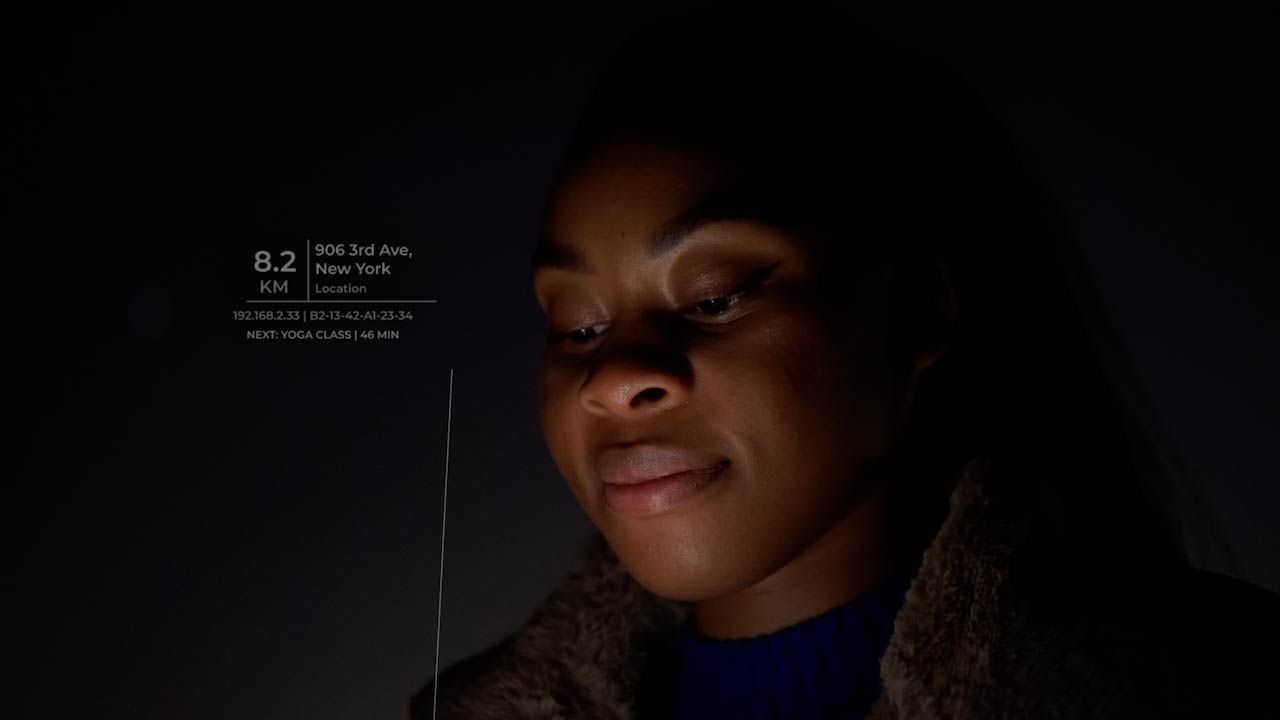 8.2
KM
906 3rd Ave,
New York
Location
192.168.2.33 | B2-13-42-A1-23-34
NEXT: YOGA CLASS | 46 MIN